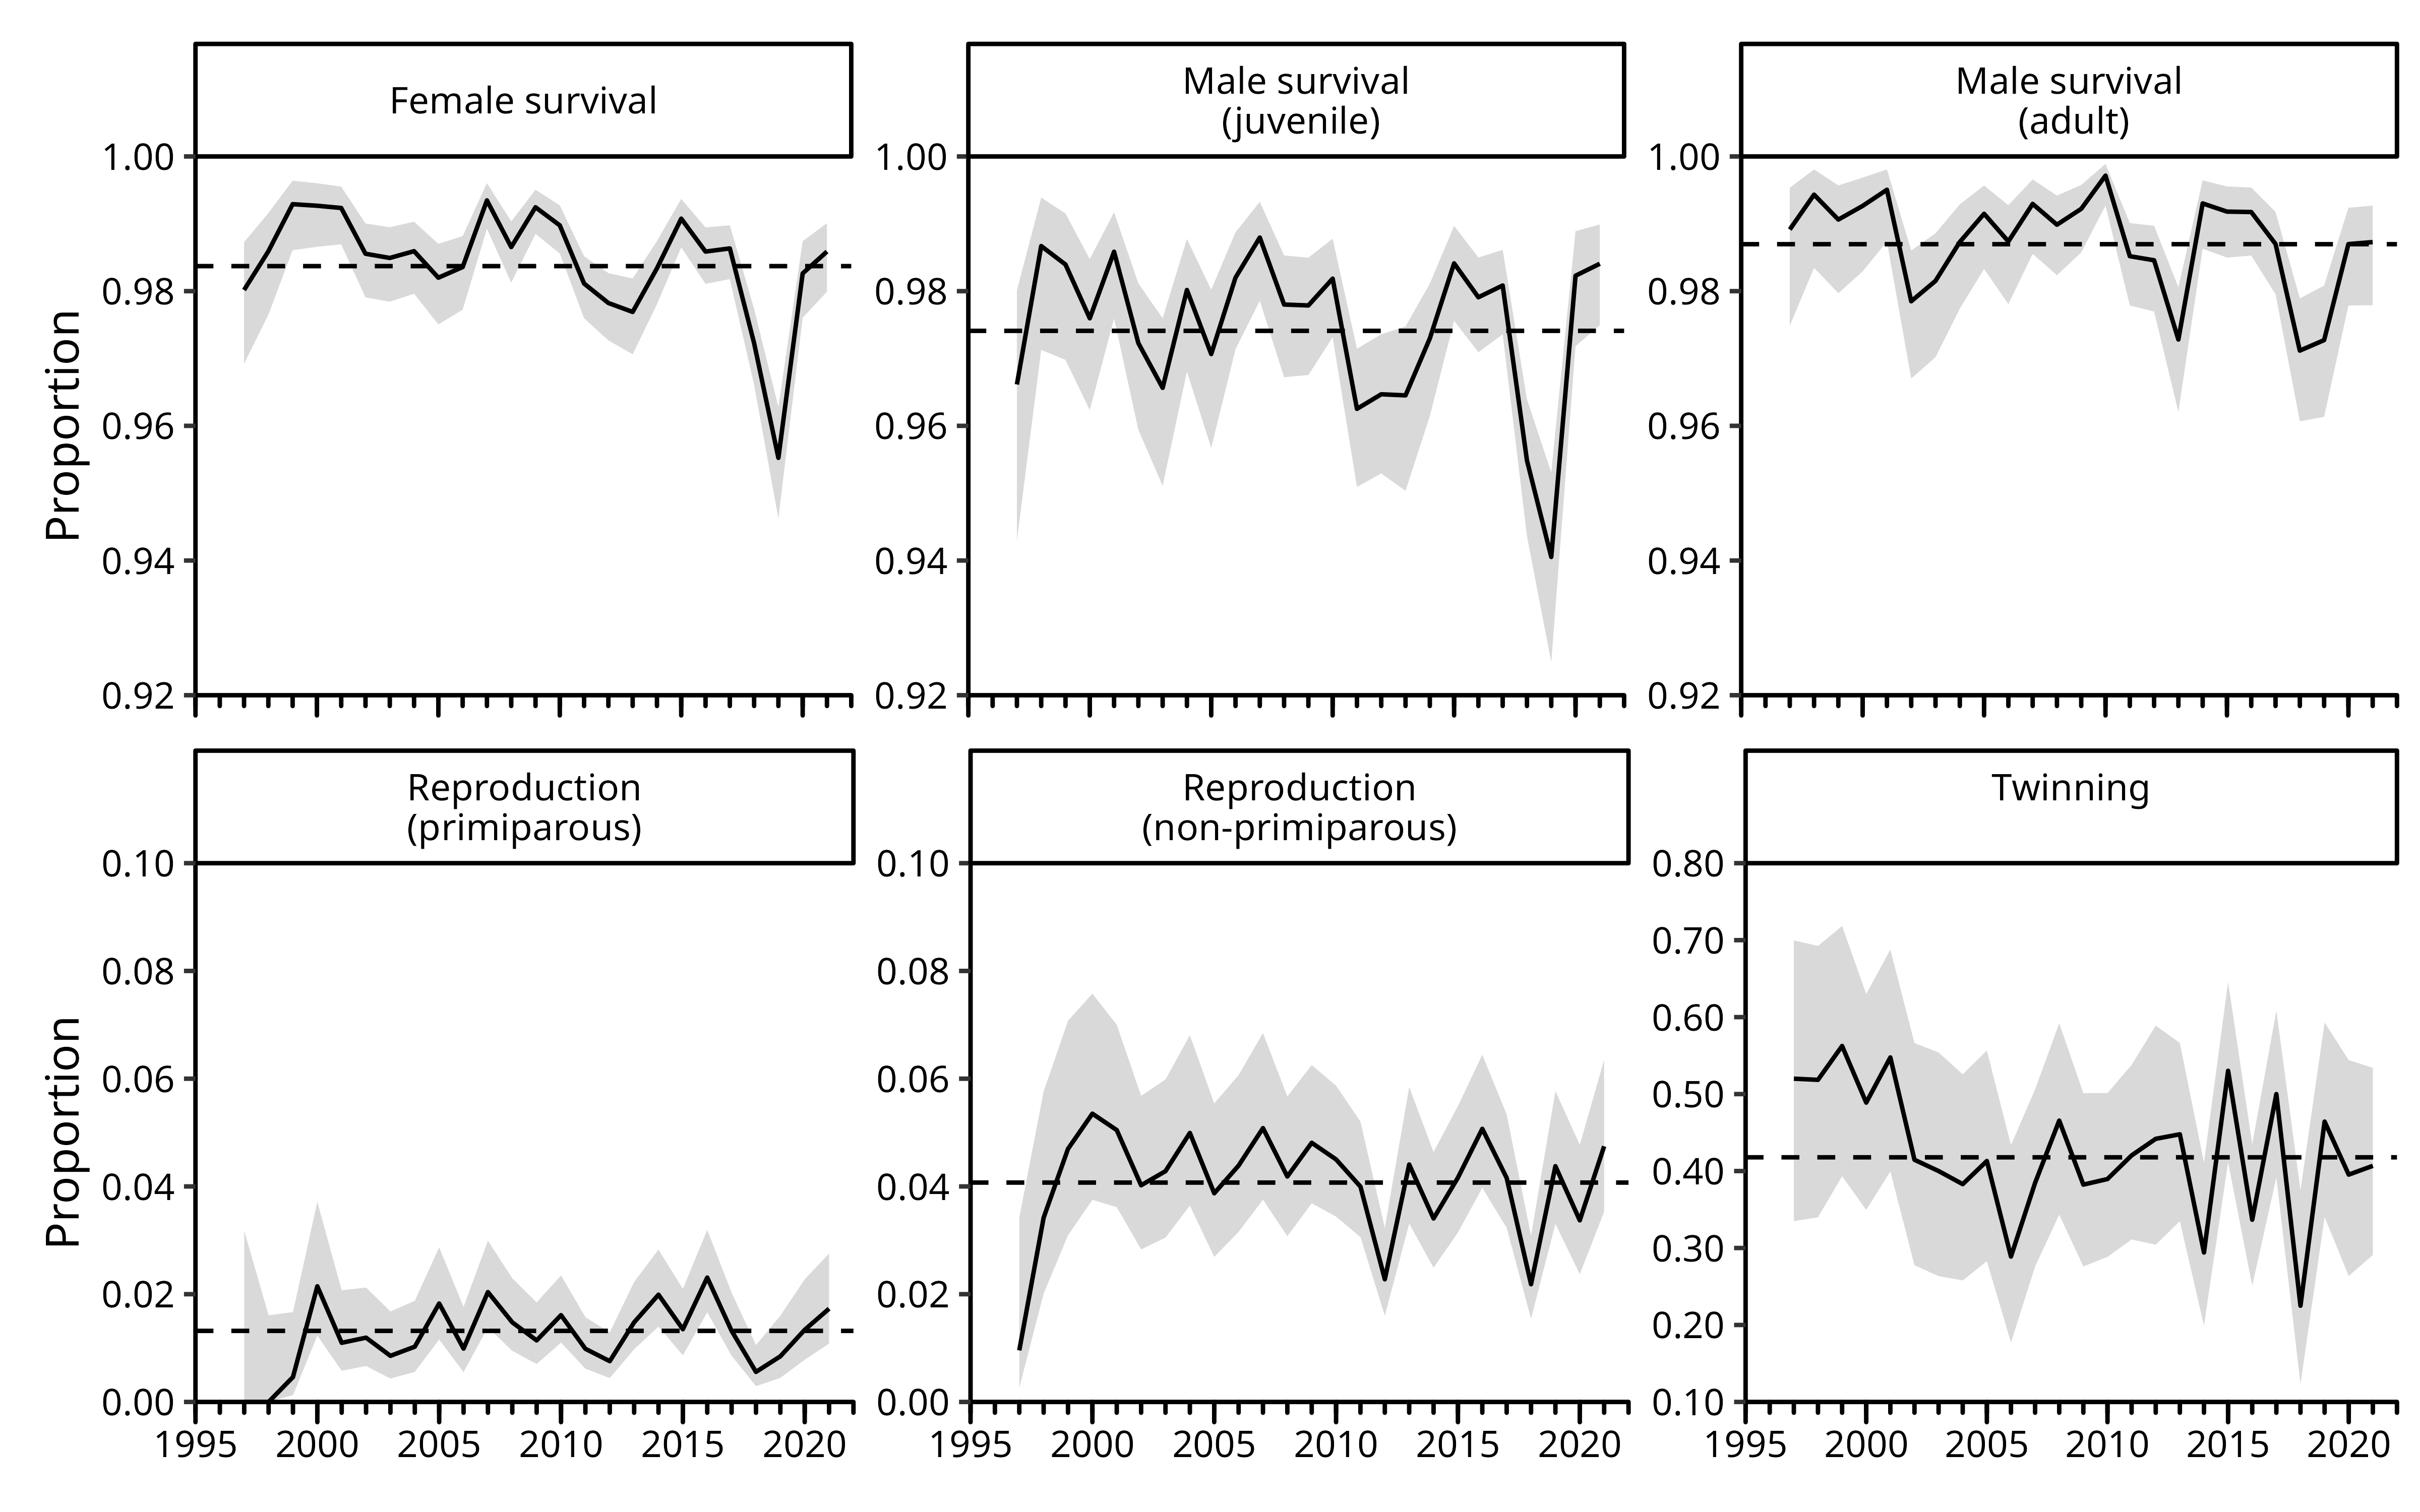 Female survival
Male survival
(juvenile)
Male survival
(adult)
Proportion
1.00
0.98
0.96
0.94
0.92
1.00
0.98
0.96
0.94
0.92
1.00
0.98
0.96
0.94
0.92
Reproduction
(primiparous)
Reproduction
(non-primiparous)
Twinning
Proportion
0.10
0.08
0.06
0.04
0.02
0.00
0.10
0.08
0.06
0.04
0.02
0.00
0.80
0.70
0.60
0.50
0.40
0.30
0.20
0.10
1995 2000 2005 2010 2015 2020
1995 2000 2005 2010 2015 2020
1995 2000 2005 2010 2015 2020